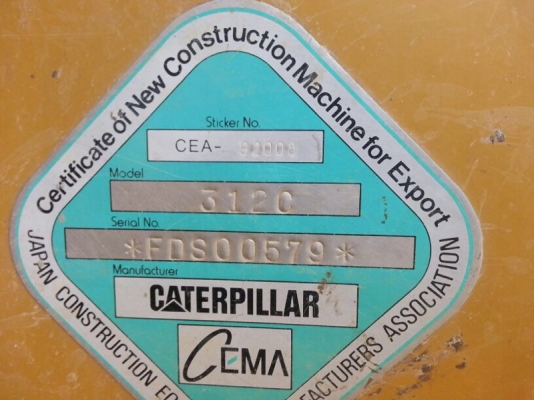 Certificate of New Construction Machine for Export
Sticker No.
CEA-
Model
312C
Serial No.
*FDS00579*
Manufacturer
CATERPILLAR
CEMA
JAPAN CONSTRUCTION
ASSOCIATION